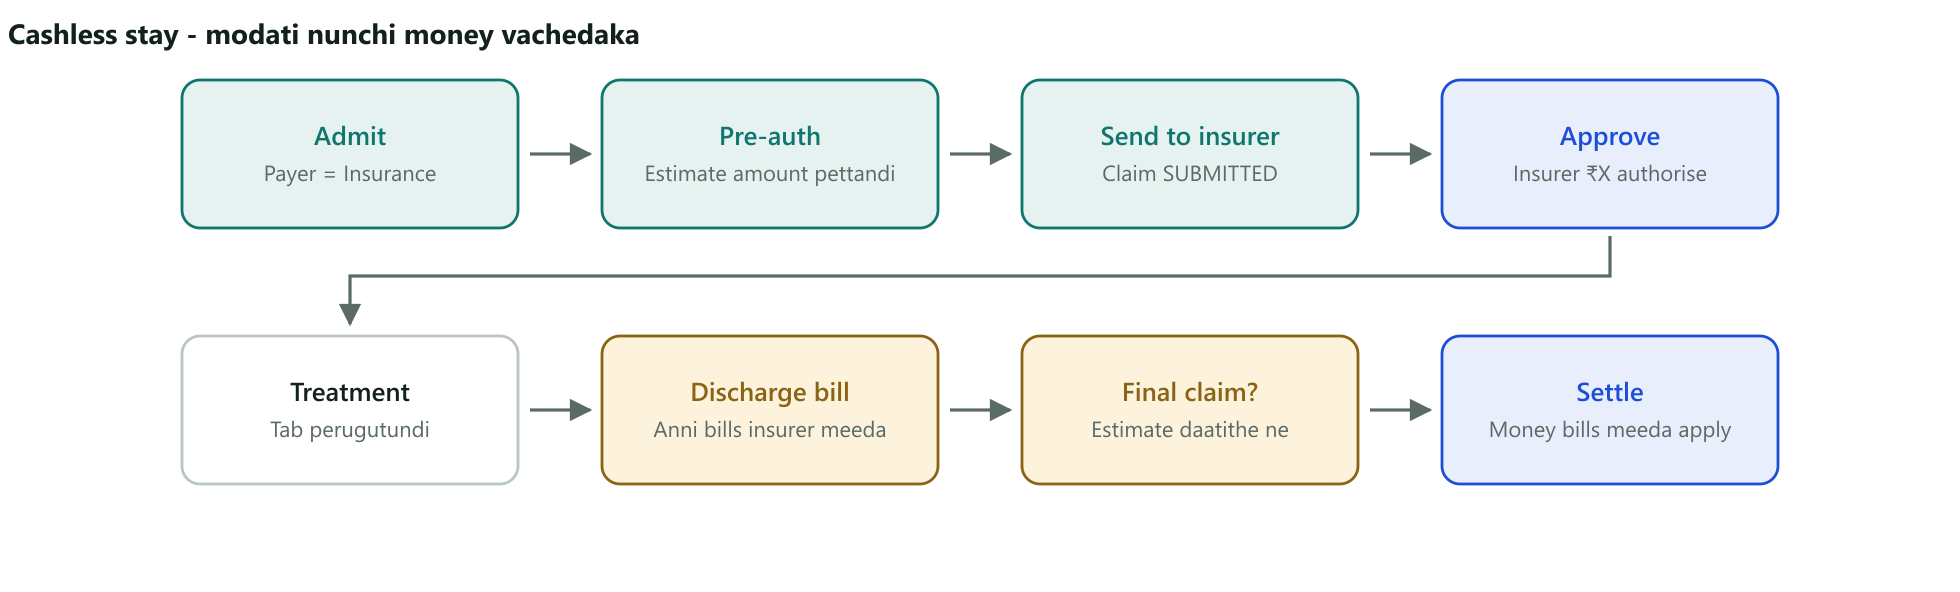 Cashless stay - modati nunchi money vachedaka
Admit
Payer = Insurance
Pre-auth
Estimate amount pettandi
Send to insurer
Claim SUBMITTED
Approve
Insurer ₹X authorise
Treatment
Tab perugutundi
Discharge bill
Anni bills insurer meeda
Final claim?
Estimate daatithe ne
Settle
Money bills meeda apply